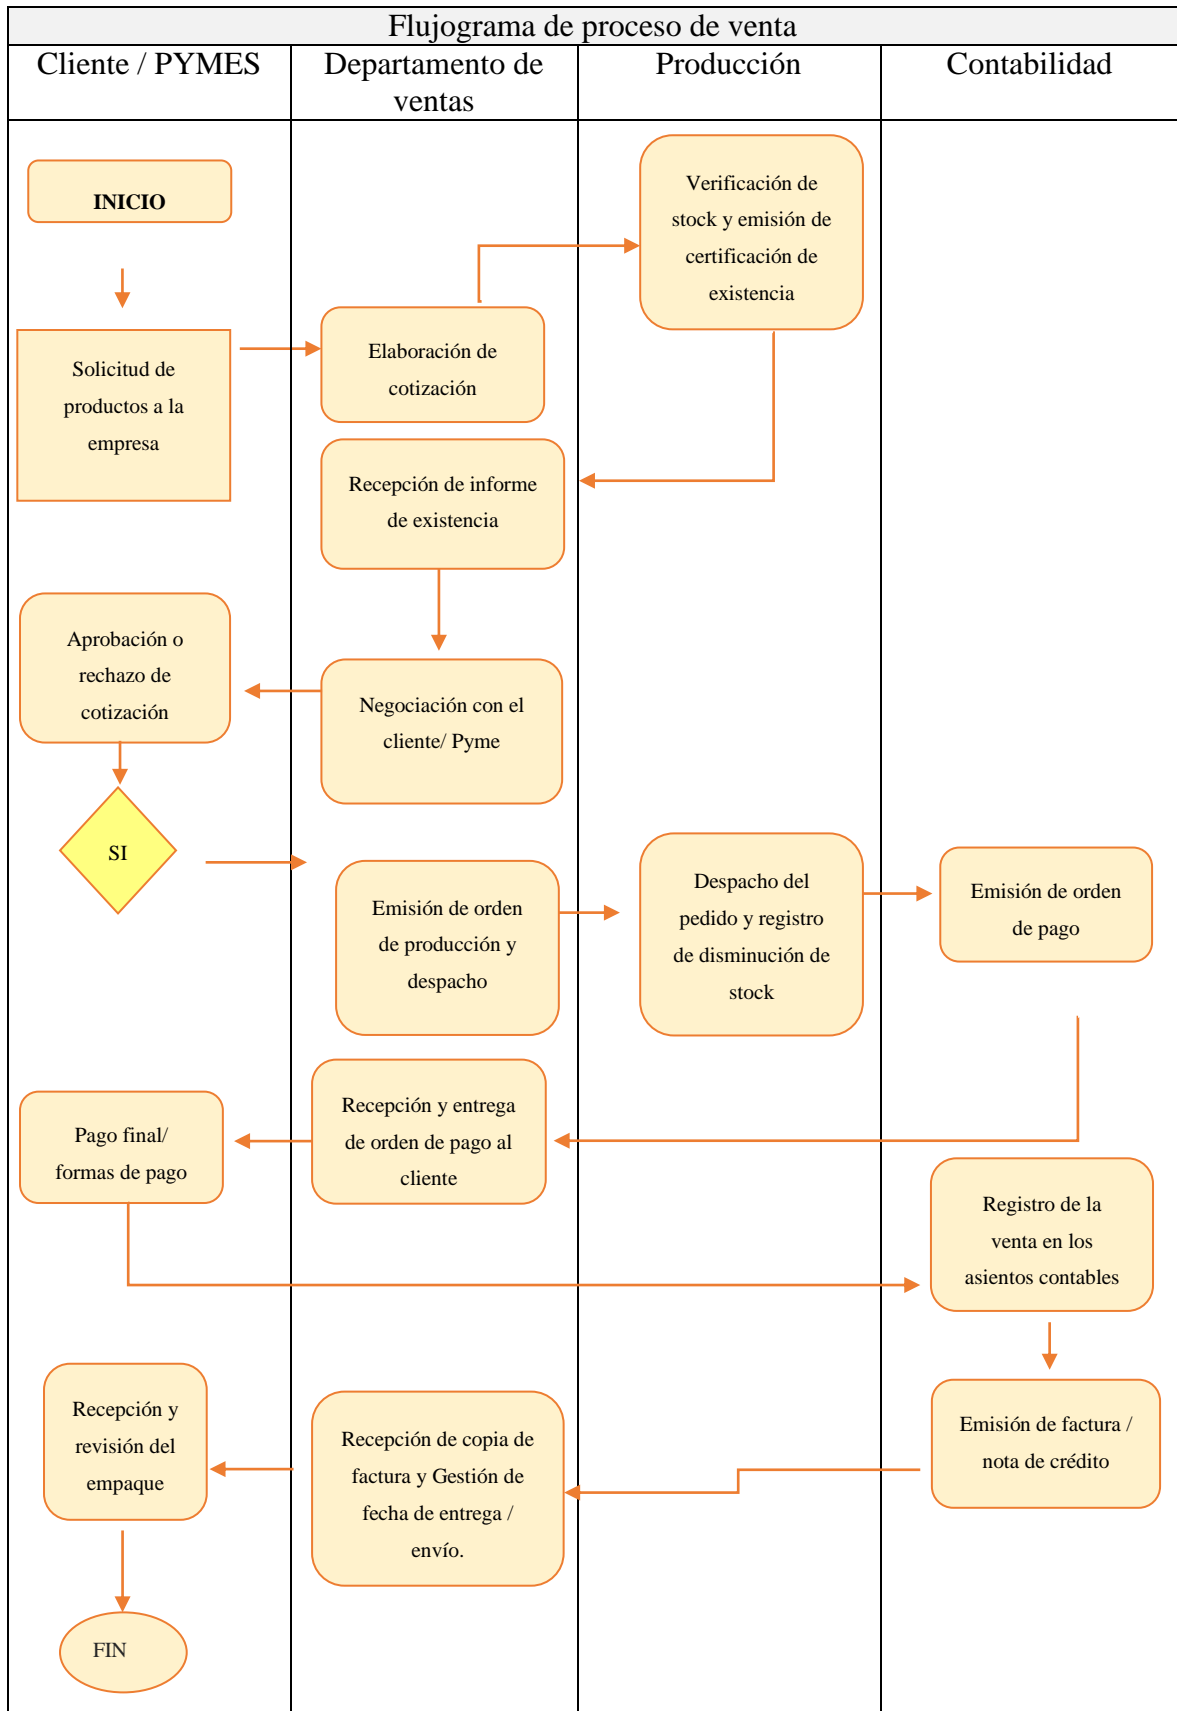 Flujograma de proceso de venta
Cliente / PYMES
Departamento de
ventas
Producción
Contabilidad
INICIO
Verificación de
stock y emisión de
certificación de
existencia
Solicitud de
productos a la
empresa
Elaboración de
cotización
Recepción de informe
de existencia
Aprobación o
rechazo de
cotización
Negociación con el
cliente/ Pyme
SI
Emisión de orden
de producción y
despacho
Despacho del
pedido y registro
de disminución de
stock
Emisión de orden
de pago
Pago final/
formas de pago
Recepción y entrega
de orden de pago al
cliente
Registro de la
venta en los
asientos contables
Recepción y
revisión del
empaque
Recepción de copia de
factura y Gestión de
fecha de entrega /
envío.
Emisión de factura /
nota de crédito
FIN